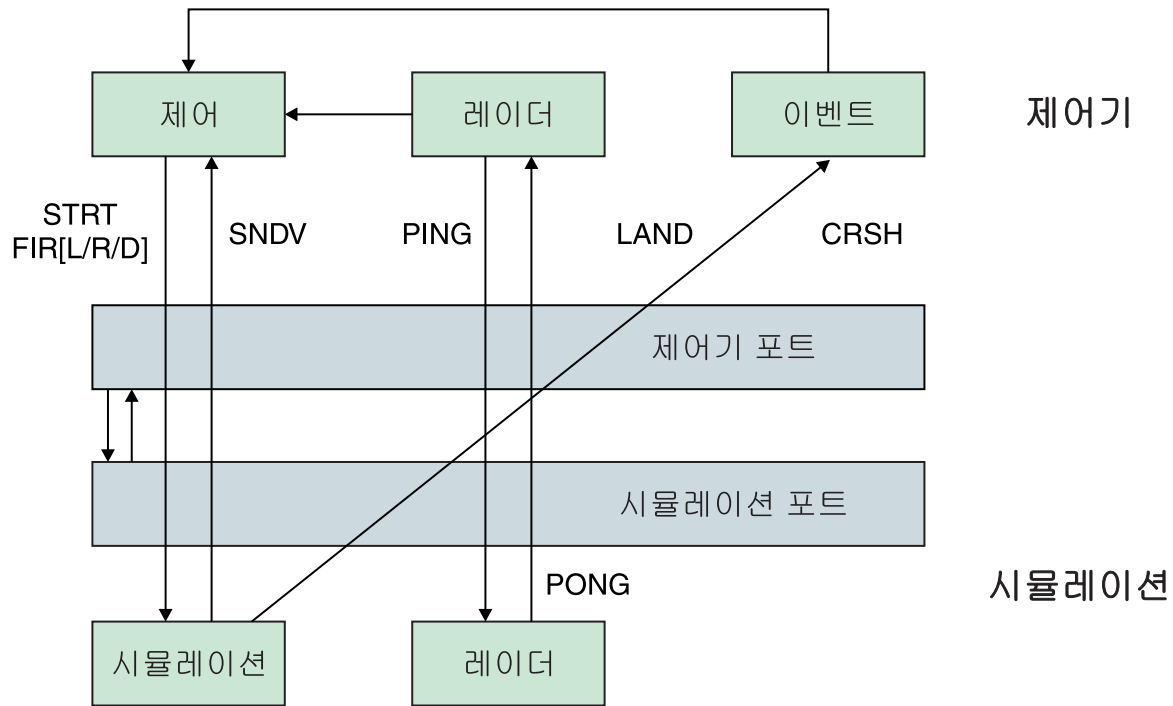 제어
레이더
이벤트
제어기
STRT
FIR[L/R/D]
SNDV
PING
LAND
CRSH
제어기 포트
시뮬레이션 포트
PONG
시뮬레이션
시뮬레이션
레이더